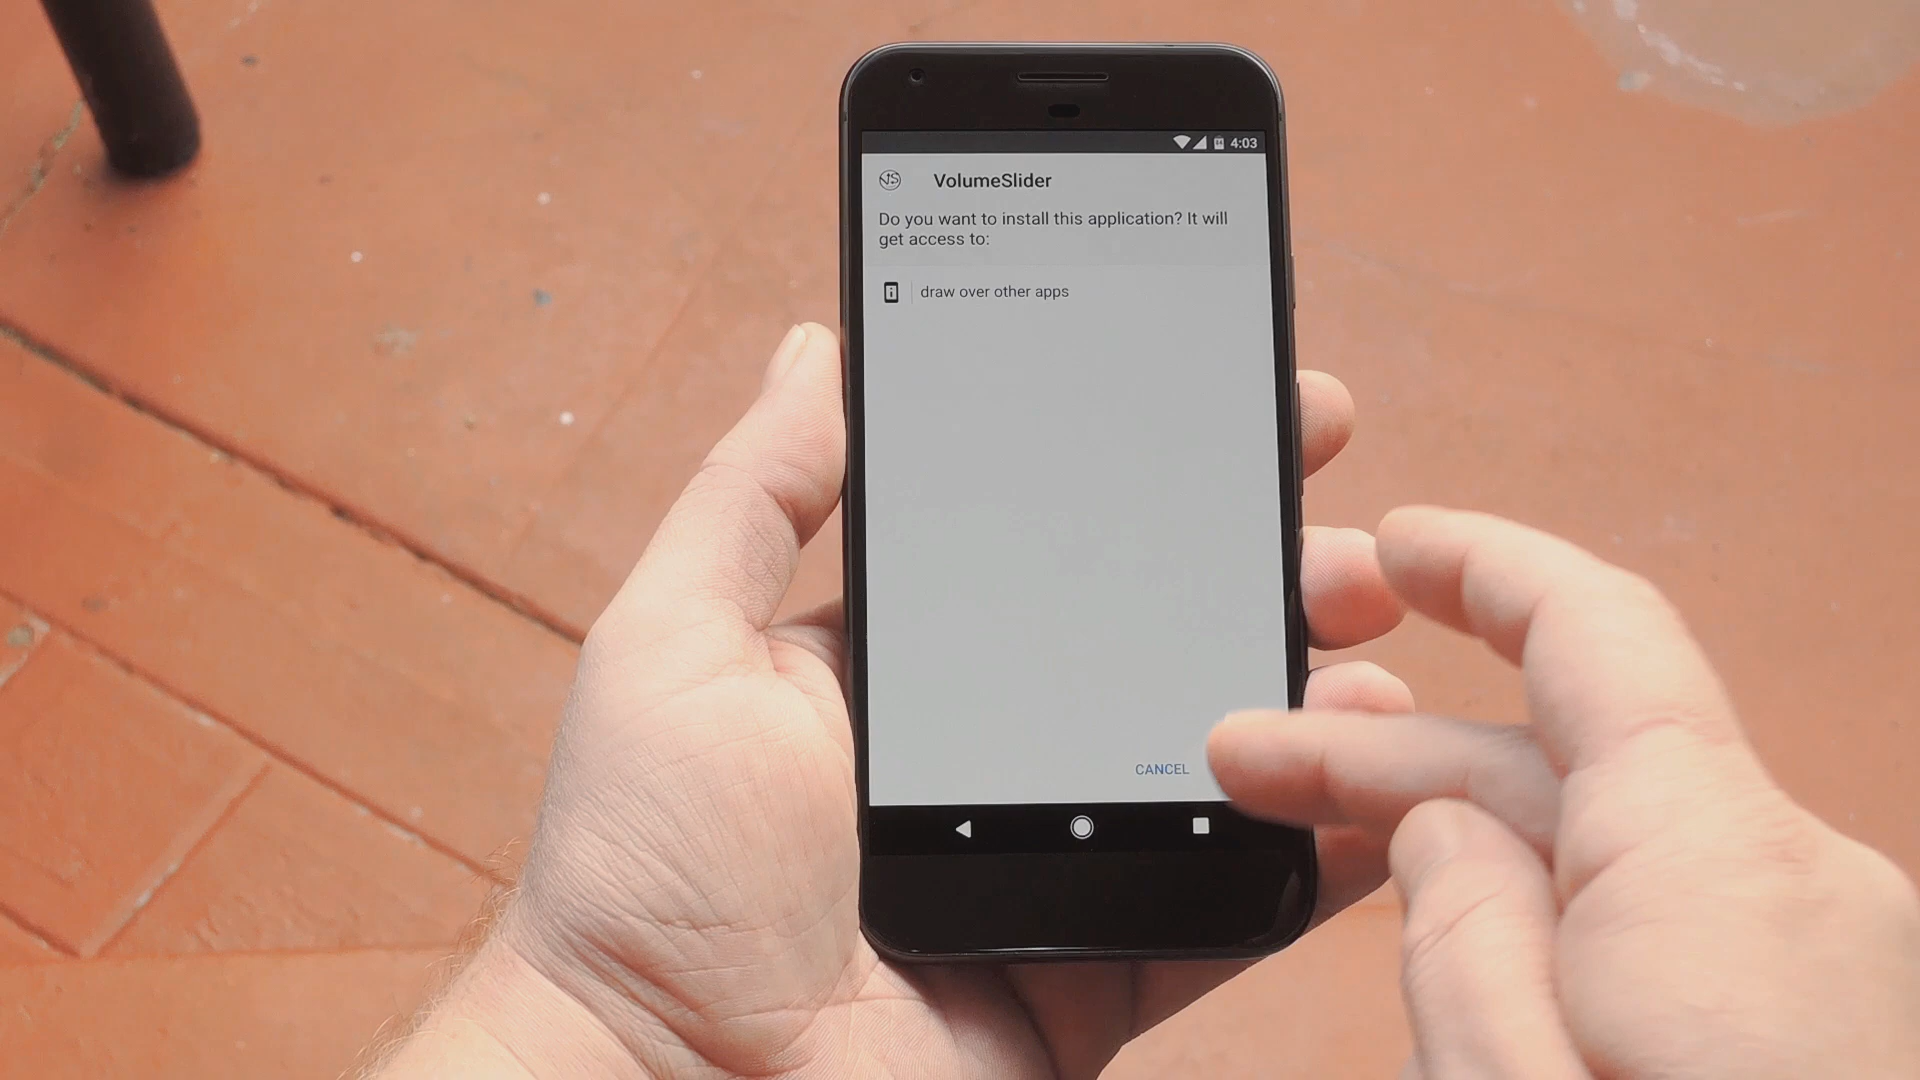 4:03
VS
VolumeSlider
Do you want to install this application? It will
get access to:
draw over other apps
CANCEL